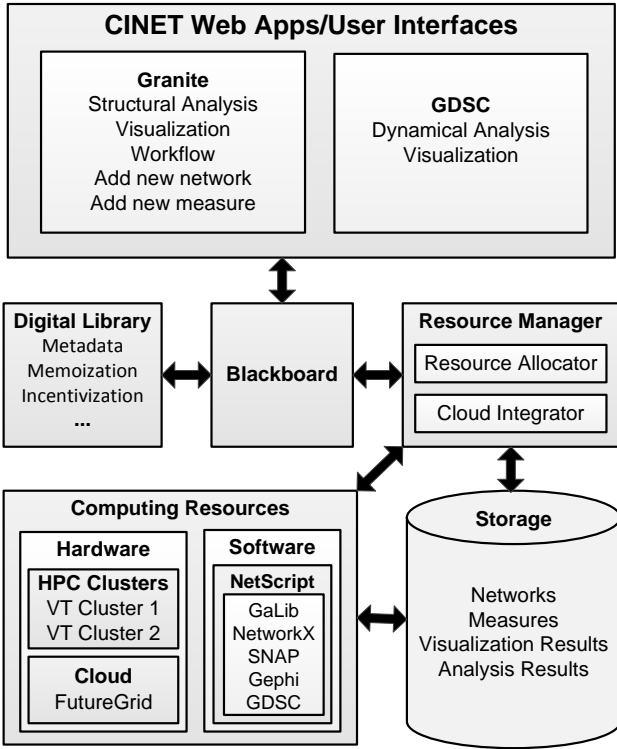 CINET Web Apps/User Interfaces
Granite
Structural Analysis
Visualization
Workflow
Add new network
Add new measure
GDSC
Dynamical Analysis
Visualization
Digital Library
Metadata
Memoization
Incentivization
...
Blackboard
Resource Manager
Resource Allocator
Cloud Integrator
Computing Resources
Hardware
HPC Clusters
VT Cluster 1
VT Cluster 2
Cloud
FutureGrid
Software
NetScript
GaLib
NetworkX
SNAP
Gephi
GDSC
Storage
Networks
Measures
Visualization Results
Analysis Results